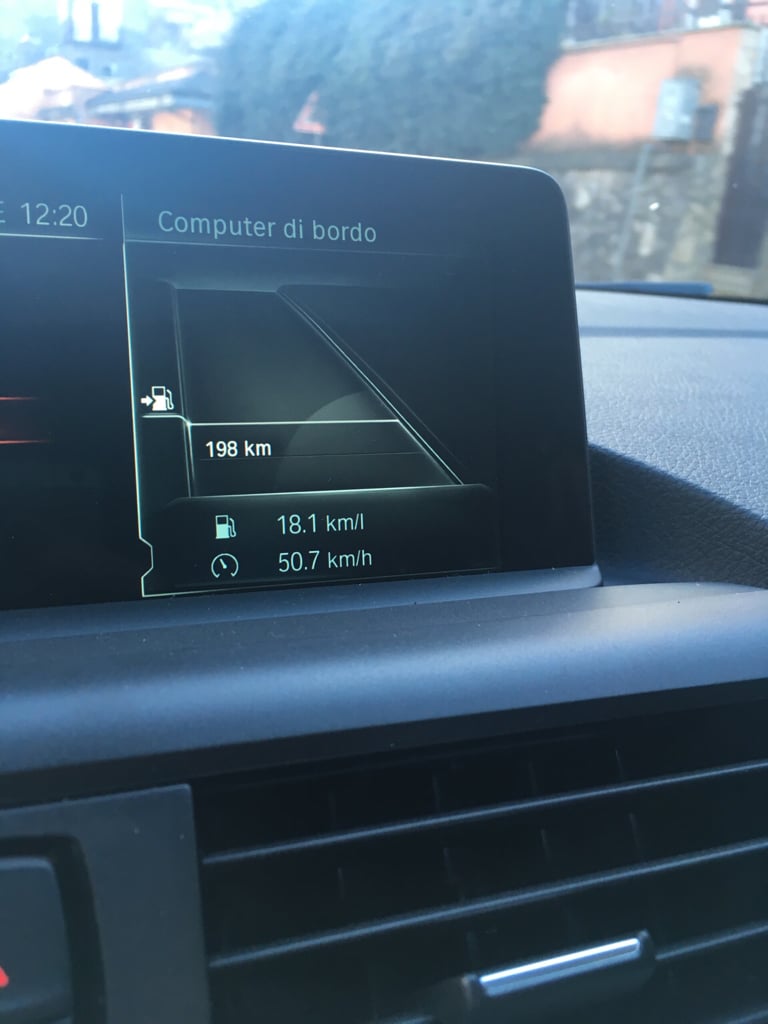 E 12:20
Computer di bordo
198 km
18.1 km/l
50.7 km/h